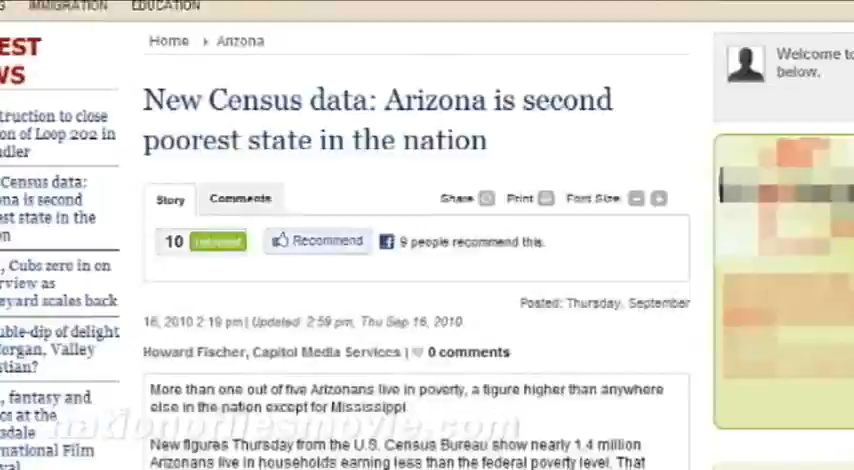 IMMIGRATION EDUCATION
EST
WS
truction to close
on of Loop 202 in
dler
Census data:
na is second
est state in the
n
, Cubs zero in on
rview as
eyard scales back
uble-dip of delight
Morgan, Valley
stian?
, fantasy and
cs at the
sdale
national Film
Home › Arizona
New Census data: Arizona is second
poorest state in the nation
Story Comments Share Print Font Size
10 Recommend 9 people recommend this.
Posted: Thursday, September
16, 2010 2:19 pm | Updated: 2:59 pm, Thu Sep 16, 2010.
Howard Fischer, Capitol Media Services | 0 comments
More than one out of five Arizonans live in poverty, a figure higher than anywhere
else in the nation except for Mississippi.
New figures Thursday from the U.S. Census Bureau show nearly 1.4 million
Arizonans live in households earning less than the federal poverty level. That
Welcome to
below.